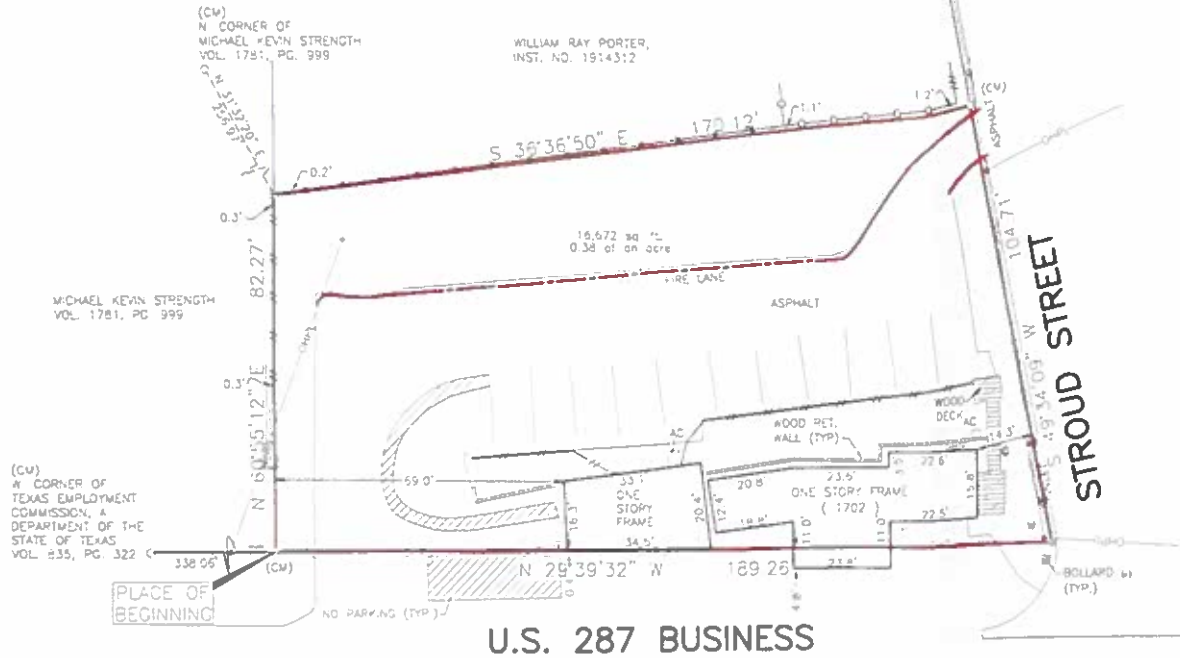 (CM)
N CORNER OF
MICHAEL KEVIN STRENGTH
VOL. 1781, PG. 999
WILLIAM RAY PORTER,
INST. NO. 1914312
(CM)
ASPHALT
1.2'
1.1'
S 36°36'50" E 170.12'
0.2'
0.3'
16,672 sq. ft.
0.38 of an acre
FIRE LANE
ASPHALT
104.71'
S 49°34'09" W
STROUD STREET
MICHAEL KEVIN STRENGTH
VOL. 1781, PG 999
82.27'
0.3'
WOOD
DECK
AC
WOOD RET.
WALL (TYP.)
14.3'
(CM)
W CORNER OF
TEXAS EMPLOYMENT
COMMISSION, A
DEPARTMENT OF THE
STATE OF TEXAS
VOL 835, PG. 322
69.0'
ONE
STORY
FRAME
16.3'
20.4'
34.5'
20.8'
23.6'
22.6'
15.8'
12.4'
ONE STORY FRAME
( 1702 )
22.5'
11.0'
11.0'
338.06'
(CM)
PLACE OF
BEGINNING
NO PARKING (TYP.)
N 29°39'32" W 189.26'
BOLLARD
(TYP.)
U.S. 287 BUSINESS